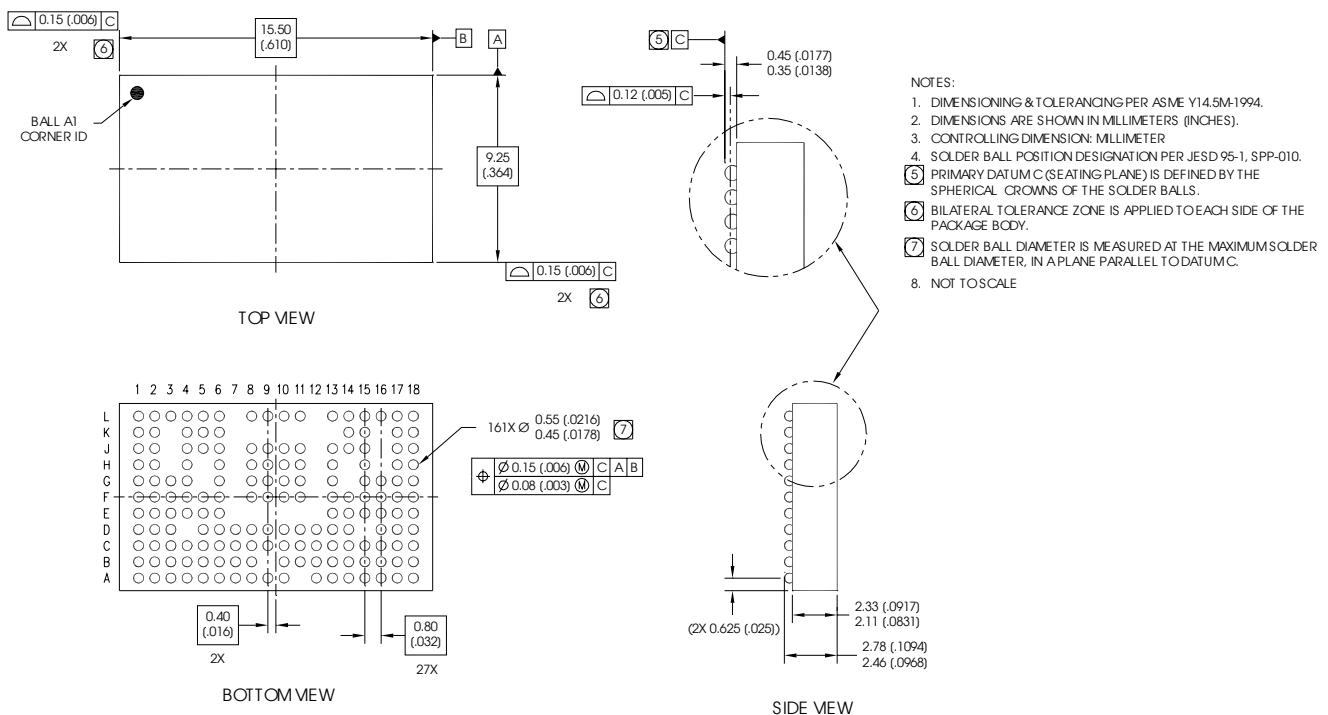 ⌓ 0.15 (.006) C
2X 6
15.50
(.610)
B
A
BALL A1
CORNER ID
9.25
(.364)
⌓ 0.15 (.006) C
2X 6
TOP VIEW
5 C
0.45 (.0177)
0.35 (.0138)
⌓ 0.12 (.005) C
NOTES:
1. DIMENSIONING & TOLERANCING PER ASME Y14.5M-1994.
2. DIMENSIONS ARE SHOWN IN MILLIMETERS (INCHES).
3. CONTROLLING DIMENSION: MILLIMETER
4. SOLDER BALL POSITION DESIGNATION PER JESD 95-1, SPP-010.
5 PRIMARY DATUM C (SEATING PLANE) IS DEFINED BY THE
SPHERICAL CROWNS OF THE SOLDER BALLS.
6 BILATERAL TOLERANCE ZONE IS APPLIED TO EACH SIDE OF THE
PACKAGE BODY.
7 SOLDER BALL DIAMETER IS MEASURED AT THE MAXIMUM SOLDER
BALL DIAMETER, IN A PLANE PARALLEL TO DATUM C.
8. NOT TO SCALE
1 2 3 4 5 6 7 8 9 10 11 12 13 14 15 16 17 18
L
K
J
H
G
F
E
D
C
B
A
161X Ø 0.55 (.0216)
0.45 (.0178) 7
⌖ Ø 0.15 (.006) Ⓜ C A B
Ø 0.08 (.003) Ⓜ C
0.40
(.016)
2X
0.80
(.032)
27X
BOTTOM VIEW
(2X 0.625 (.025))
2.33 (.0917)
2.11 (.0831)
2.78 (.1094)
2.46 (.0968)
SIDE VIEW